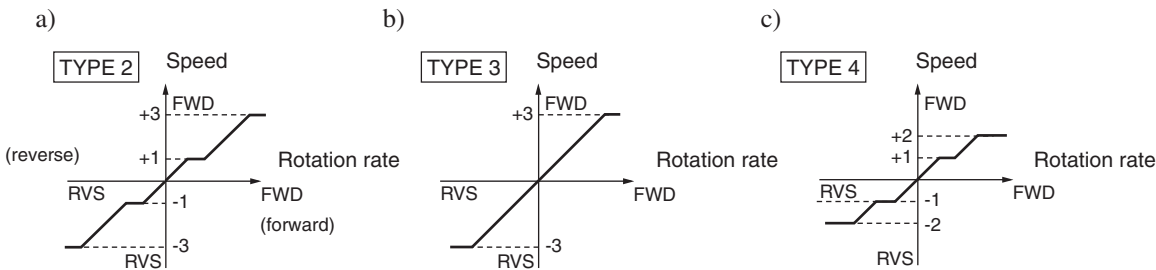 a) b) c)
TYPE 2 Speed TYPE 3 Speed TYPE 4 Speed
FWD FWD FWD
+3 +3
+2
(reverse) +1 Rotation rate Rotation rate +1 Rotation rate
RVS FWD RVS FWD RVS FWD
-1 -1
(forward)
-2
-3 -3
RVS RVS RVS